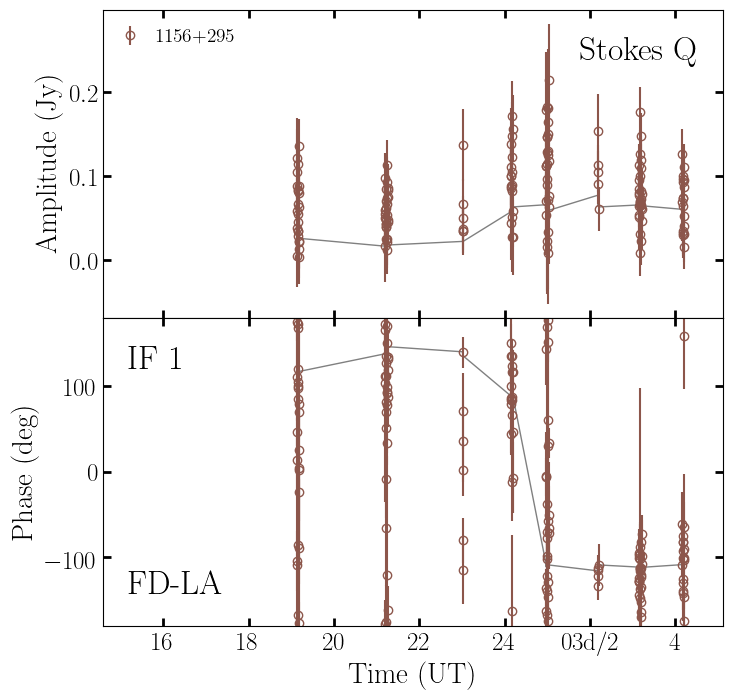 1156+295
Stokes Q
Amplitude (Jy)
0.2
0.1
0.0
IF 1
Phase (deg)
100
0
−100
FD-LA
16 18 20 22 24 03d/2 4
Time (UT)